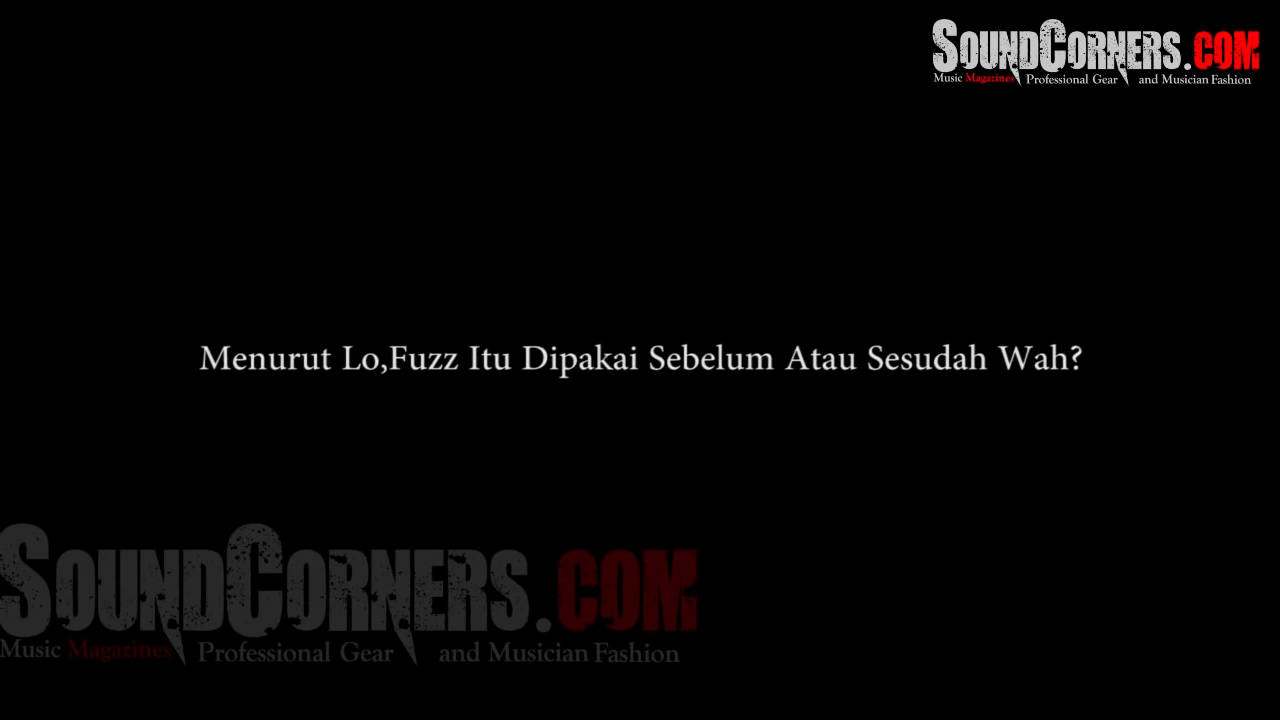 SOUNDCORNERS.COM
Music Magazines Professional Gear and Musician Fashion
Menurut Lo,Fuzz Itu Dipakai Sebelum Atau Sesudah Wah?
SOUNDCORNERS.COM
Music Magazines Professional Gear and Musician Fashion